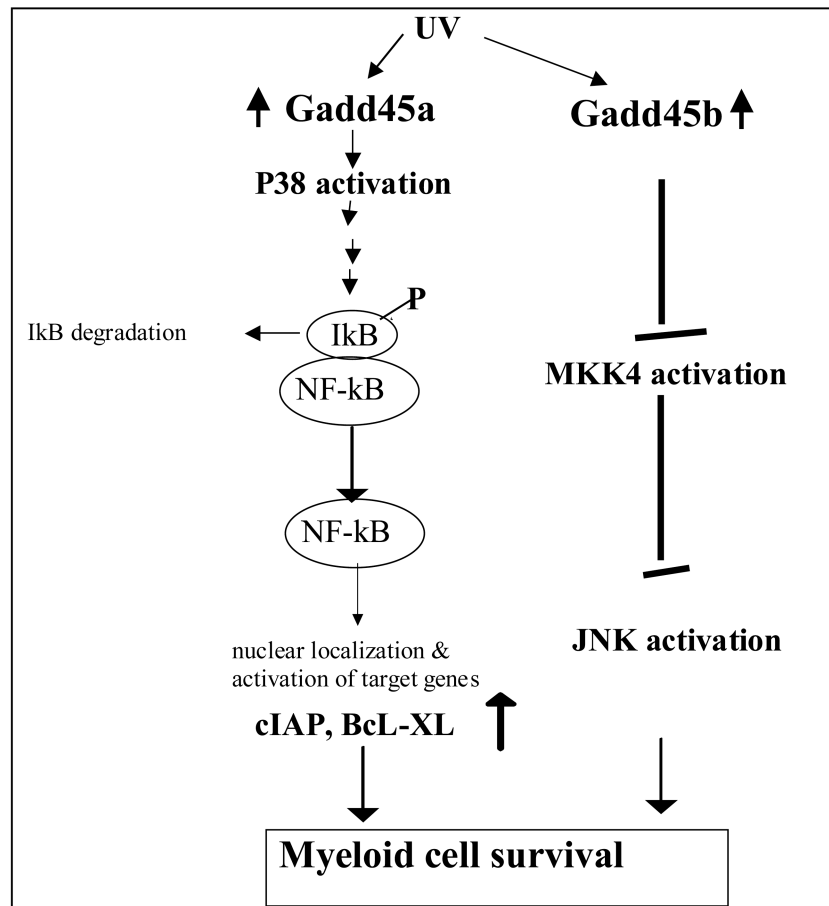 UV
Gadd45a
Gadd45b
P38 activation
P
IkB degradation
IkB
NF-kB
MKK4 activation
NF-kB
JNK activation
nuclear localization &
activation of target genes
cIAP, BcL-XL
Myeloid cell survival